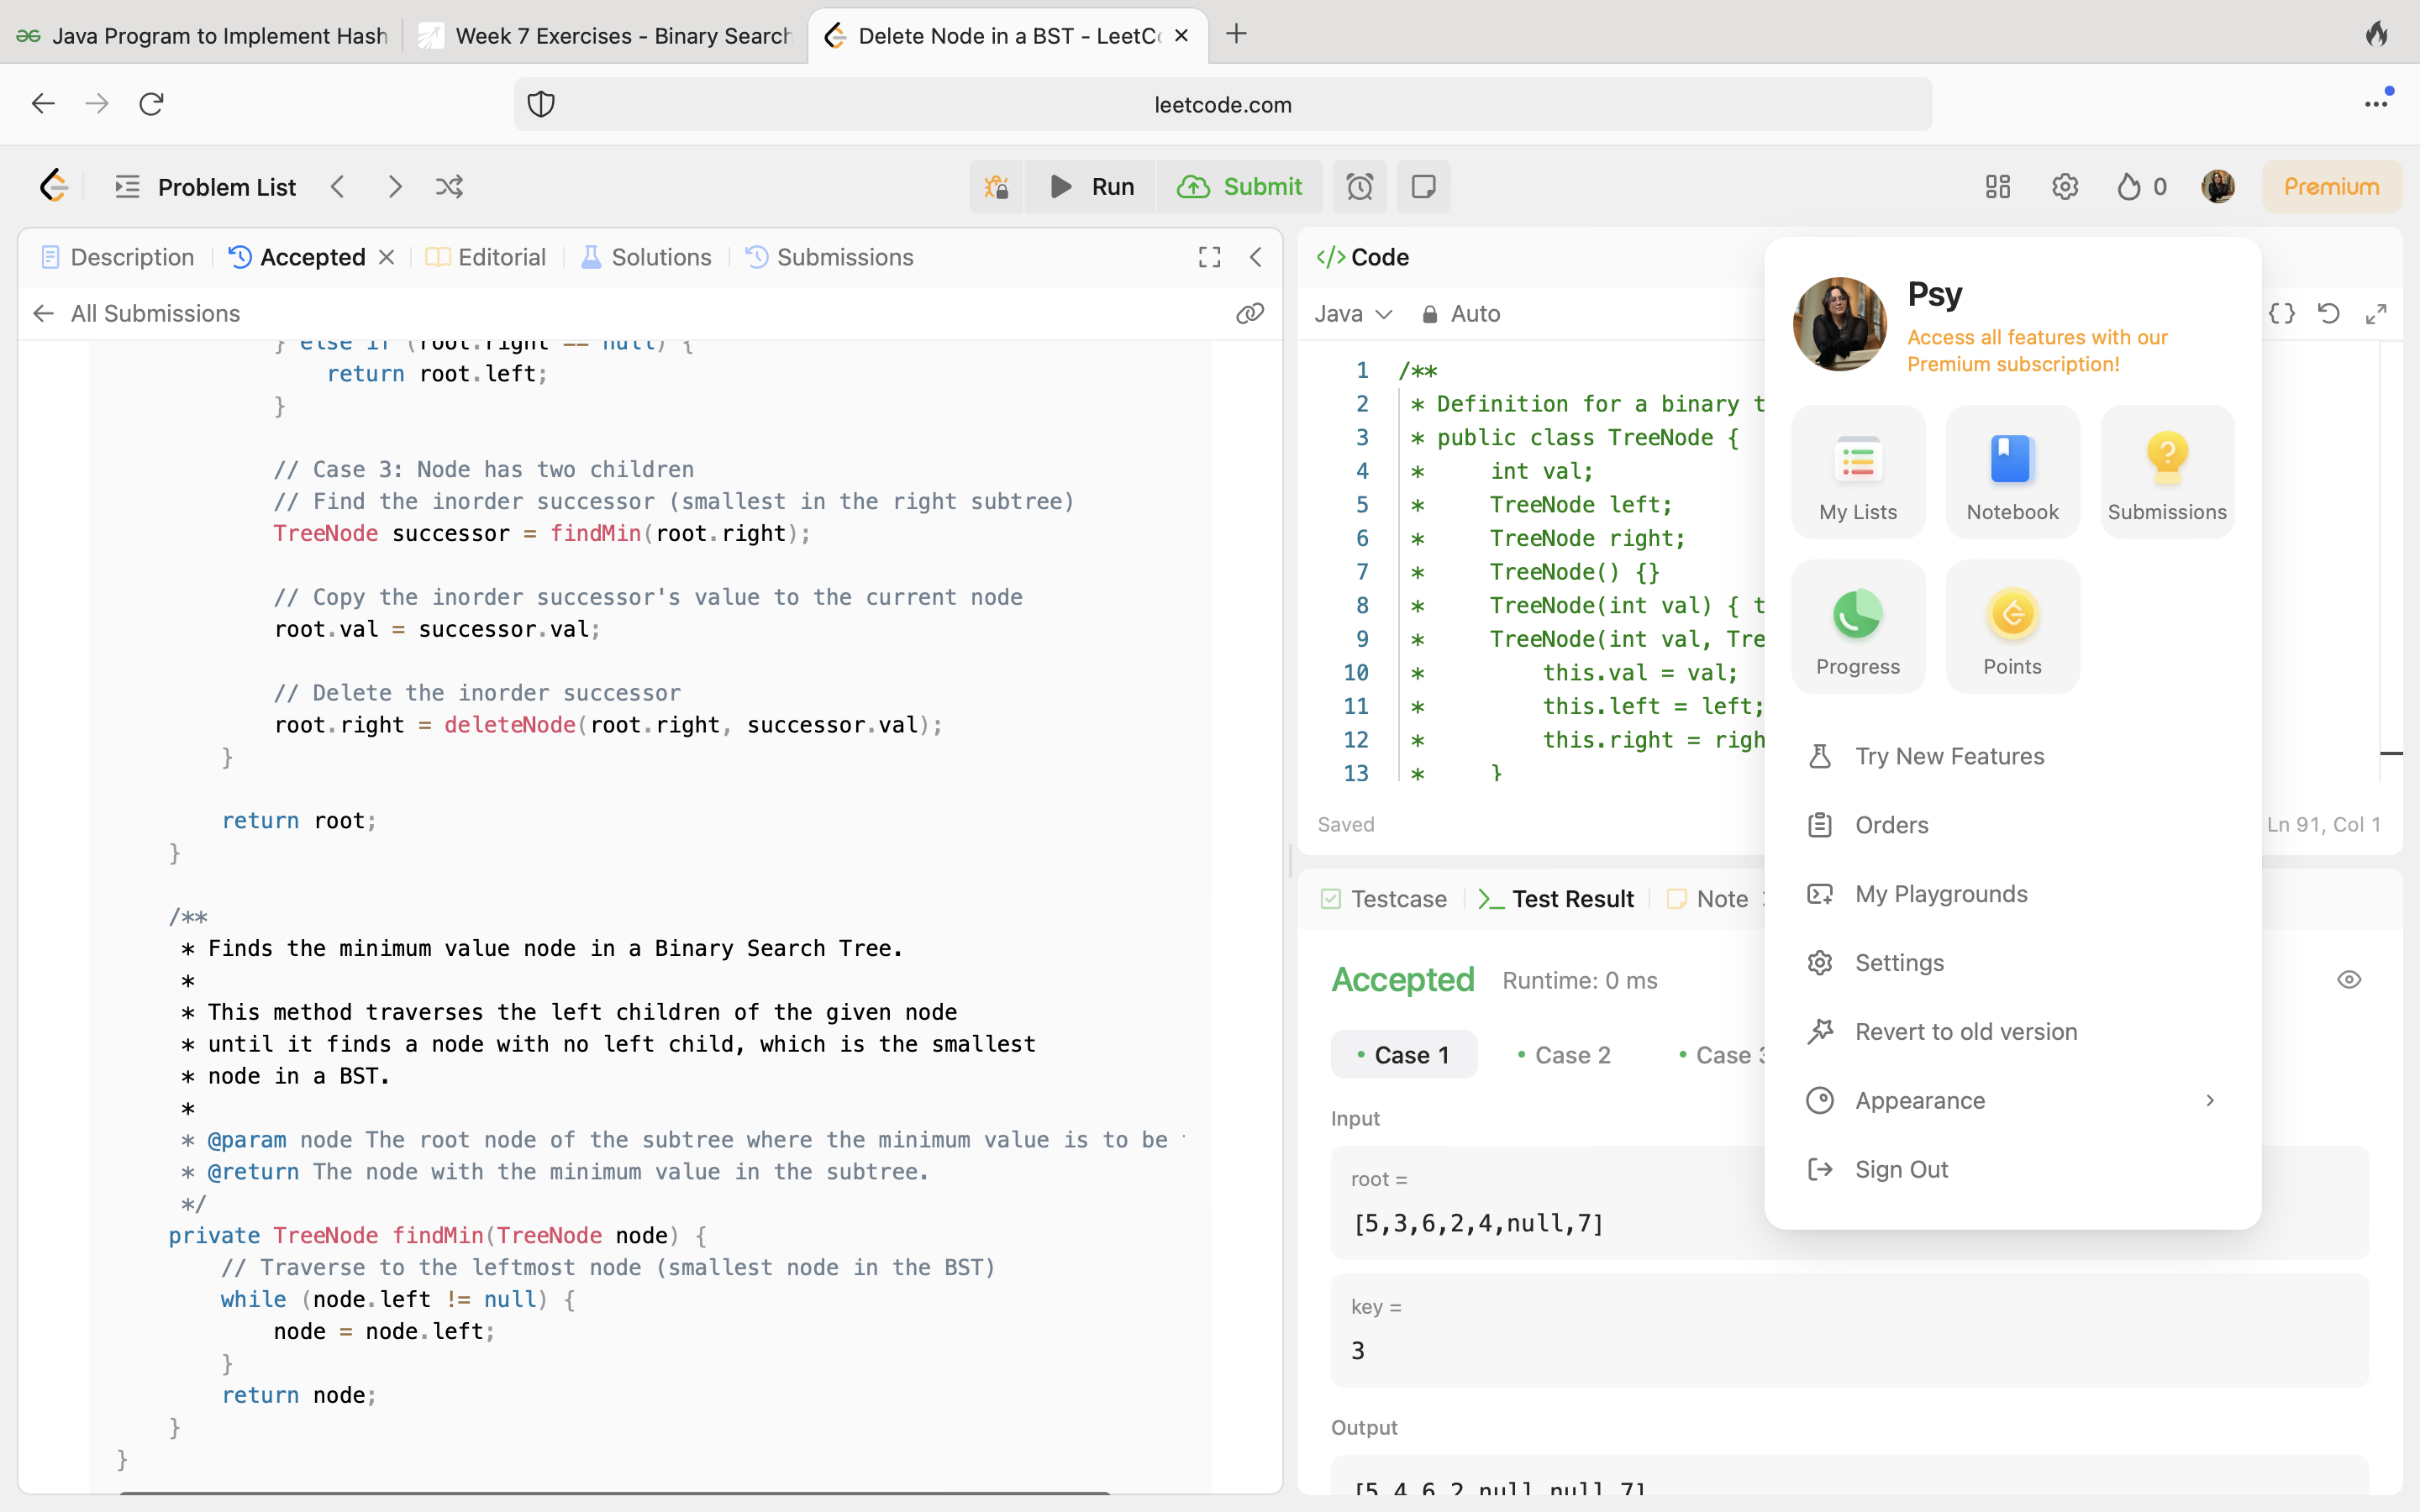 Java Program to Implement Hash
Week 7 Exercises - Binary Search
Delete Node in a BST - LeetCo
leetcode.com
Problem List
Run
Submit
0
Premium
Description
Accepted
Editorial
Solutions
Submissions
All Submissions
} else if (root.right == null) {
return root.left;
}
// Case 3: Node has two children
// Find the inorder successor (smallest in the right subtree)
TreeNode successor = findMin(root.right);
// Copy the inorder successor's value to the current node
root.val = successor.val;
// Delete the inorder successor
root.right = deleteNode(root.right, successor.val);
}
return root;
}
/**
* Finds the minimum value node in a Binary Search Tree.
*
* This method traverses the left children of the given node
* until it finds a node with no left child, which is the smallest
* node in a BST.
*
* @param node The root node of the subtree where the minimum value is to be
* @return The node with the minimum value in the subtree.
*/
private TreeNode findMin(TreeNode node) {
// Traverse to the leftmost node (smallest node in the BST)
while (node.left != null) {
node = node.left;
}
return node;
}
}
</> Code
Java
Auto
1 /**
2 * Definition for a binary t
3 * public class TreeNode {
4 * int val;
5 * TreeNode left;
6 * TreeNode right;
7 * TreeNode() {}
8 * TreeNode(int val) { t
9 * TreeNode(int val, Tre
10 * this.val = val;
11 * this.left = left;
12 * this.right = righ
13 * }
Saved
Ln 91, Col 1
Testcase
Test Result
Note
Accepted
Runtime: 0 ms
Case 1
Case 2
Case 3
Input
root =
[5,3,6,2,4,null,7]
key =
3
Output
[5,4,6,2,null,null,7]
Psy
Access all features with our
Premium subscription!
My Lists
Notebook
Submissions
Progress
Points
Try New Features
Orders
My Playgrounds
Settings
Revert to old version
Appearance
Sign Out